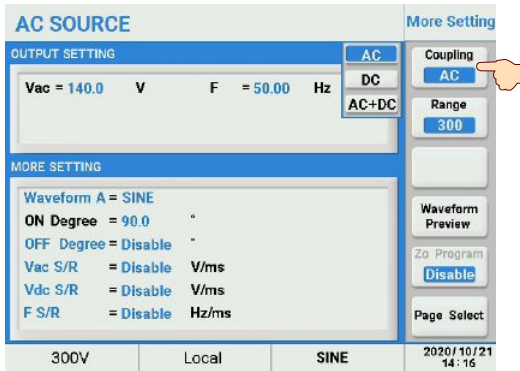 AC SOURCE
More Setting
OUTPUT SETTING
Vac = 140.0 V F = 50.00 Hz
AC
DC
AC+DC
Coupling
AC
Range
300
MORE SETTING
Waveform A = SINE
ON Degree = 90.0 °
OFF Degree = Disable °
Vac S/R = Disable V/ms
Vdc S/R = Disable V/ms
F S/R = Disable Hz/ms
Waveform
Preview
Zo Program
Disable
Page Select
300V Local SINE
2020/10/21
14:16